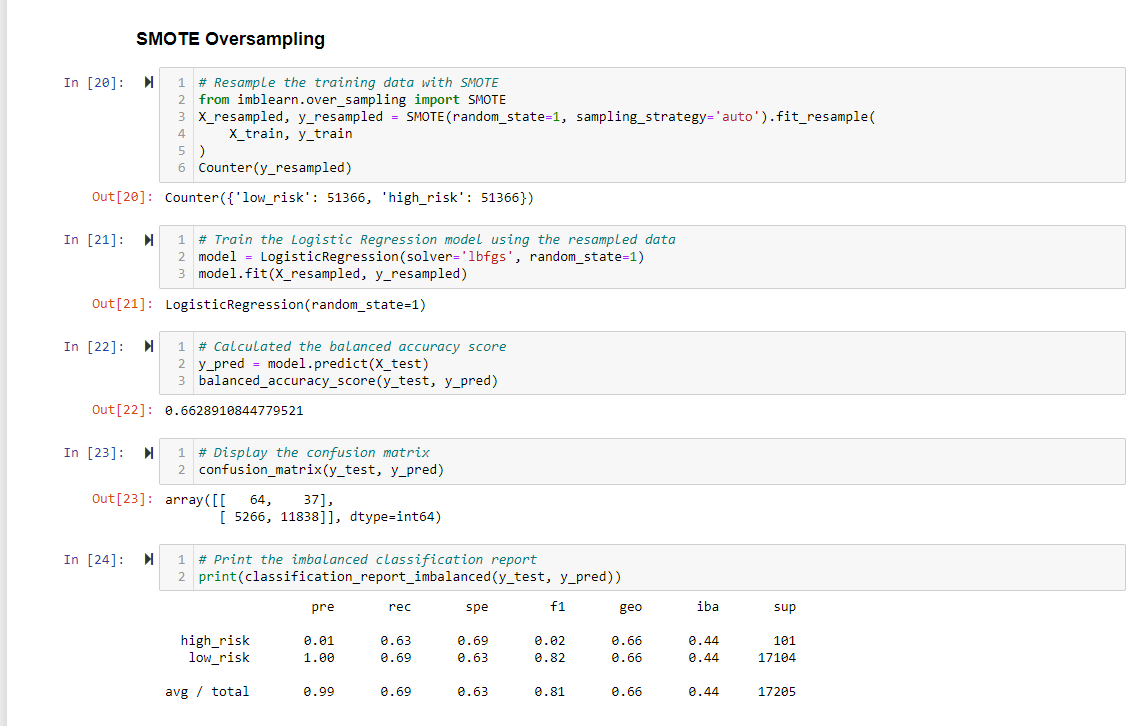 SMOTE Oversampling
In [20]:
1 # Resample the training data with SMOTE
2 from imblearn.over_sampling import SMOTE
3 X_resampled, y_resampled = SMOTE(random_state=1, sampling_strategy='auto').fit_resample(
4     X_train, y_train
5 )
6 Counter(y_resampled)
Out[20]: Counter({'low_risk': 51366, 'high_risk': 51366})
In [21]:
1 # Train the Logistic Regression model using the resampled data
2 model = LogisticRegression(solver='lbfgs', random_state=1)
3 model.fit(X_resampled, y_resampled)
Out[21]: LogisticRegression(random_state=1)
In [22]:
1 # Calculated the balanced accuracy score
2 y_pred = model.predict(X_test)
3 balanced_accuracy_score(y_test, y_pred)
Out[22]: 0.6628910844779521
In [23]:
1 # Display the confusion matrix
2 confusion_matrix(y_test, y_pred)
Out[23]: array([[   64,    37],
       [ 5266, 11838]], dtype=int64)
In [24]:
1 # Print the imbalanced classification report
2 print(classification_report_imbalanced(y_test, y_pred))
pre rec spe f1 geo iba sup
high_risk 0.01 0.63 0.69 0.02 0.66 0.44 101
low_risk 1.00 0.69 0.63 0.82 0.66 0.44 17104
avg / total 0.99 0.69 0.63 0.81 0.66 0.44 17205